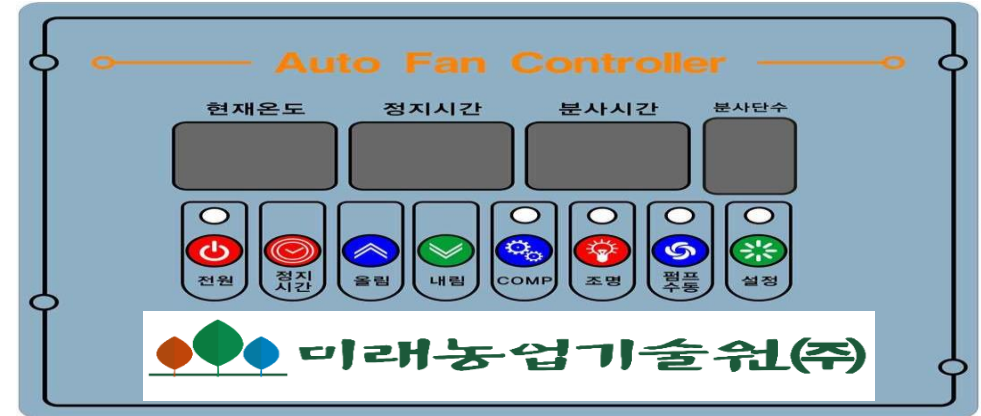 Auto Fan Controller
현재온도 정지시간 분사시간 분사단수
전원 정지 시간 올림 내림 COMP 조명 펌프 수동 설정
미래농업기술원(주)